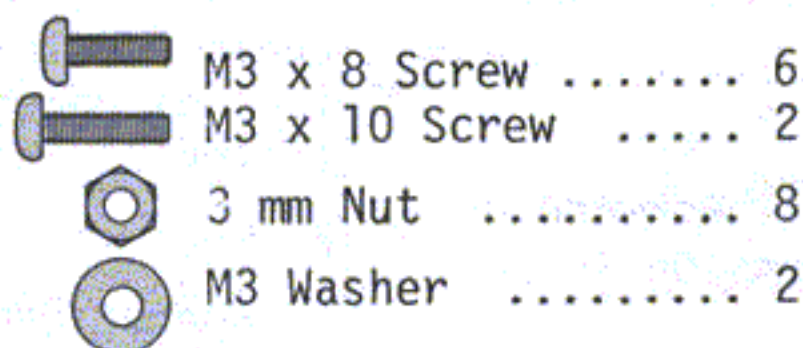 M3 x 8 Screw ....... 6
M3 x 10 Screw ..... 2
3 mm Nut .......... 8
M3 Washer ......... 2